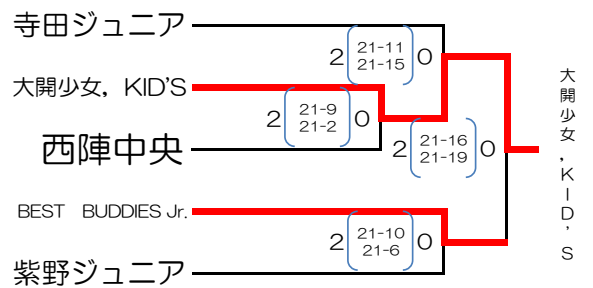 寺田ジュニア
2 21-11 0
21-15
大開少女，KID'S
2 21-9 0
21-2
西陣中央
2 21-16 0
21-19
BEST　BUDDIES Jr.
2 21-10 0
21-6
紫野ジュニア
大開少女，KID'S